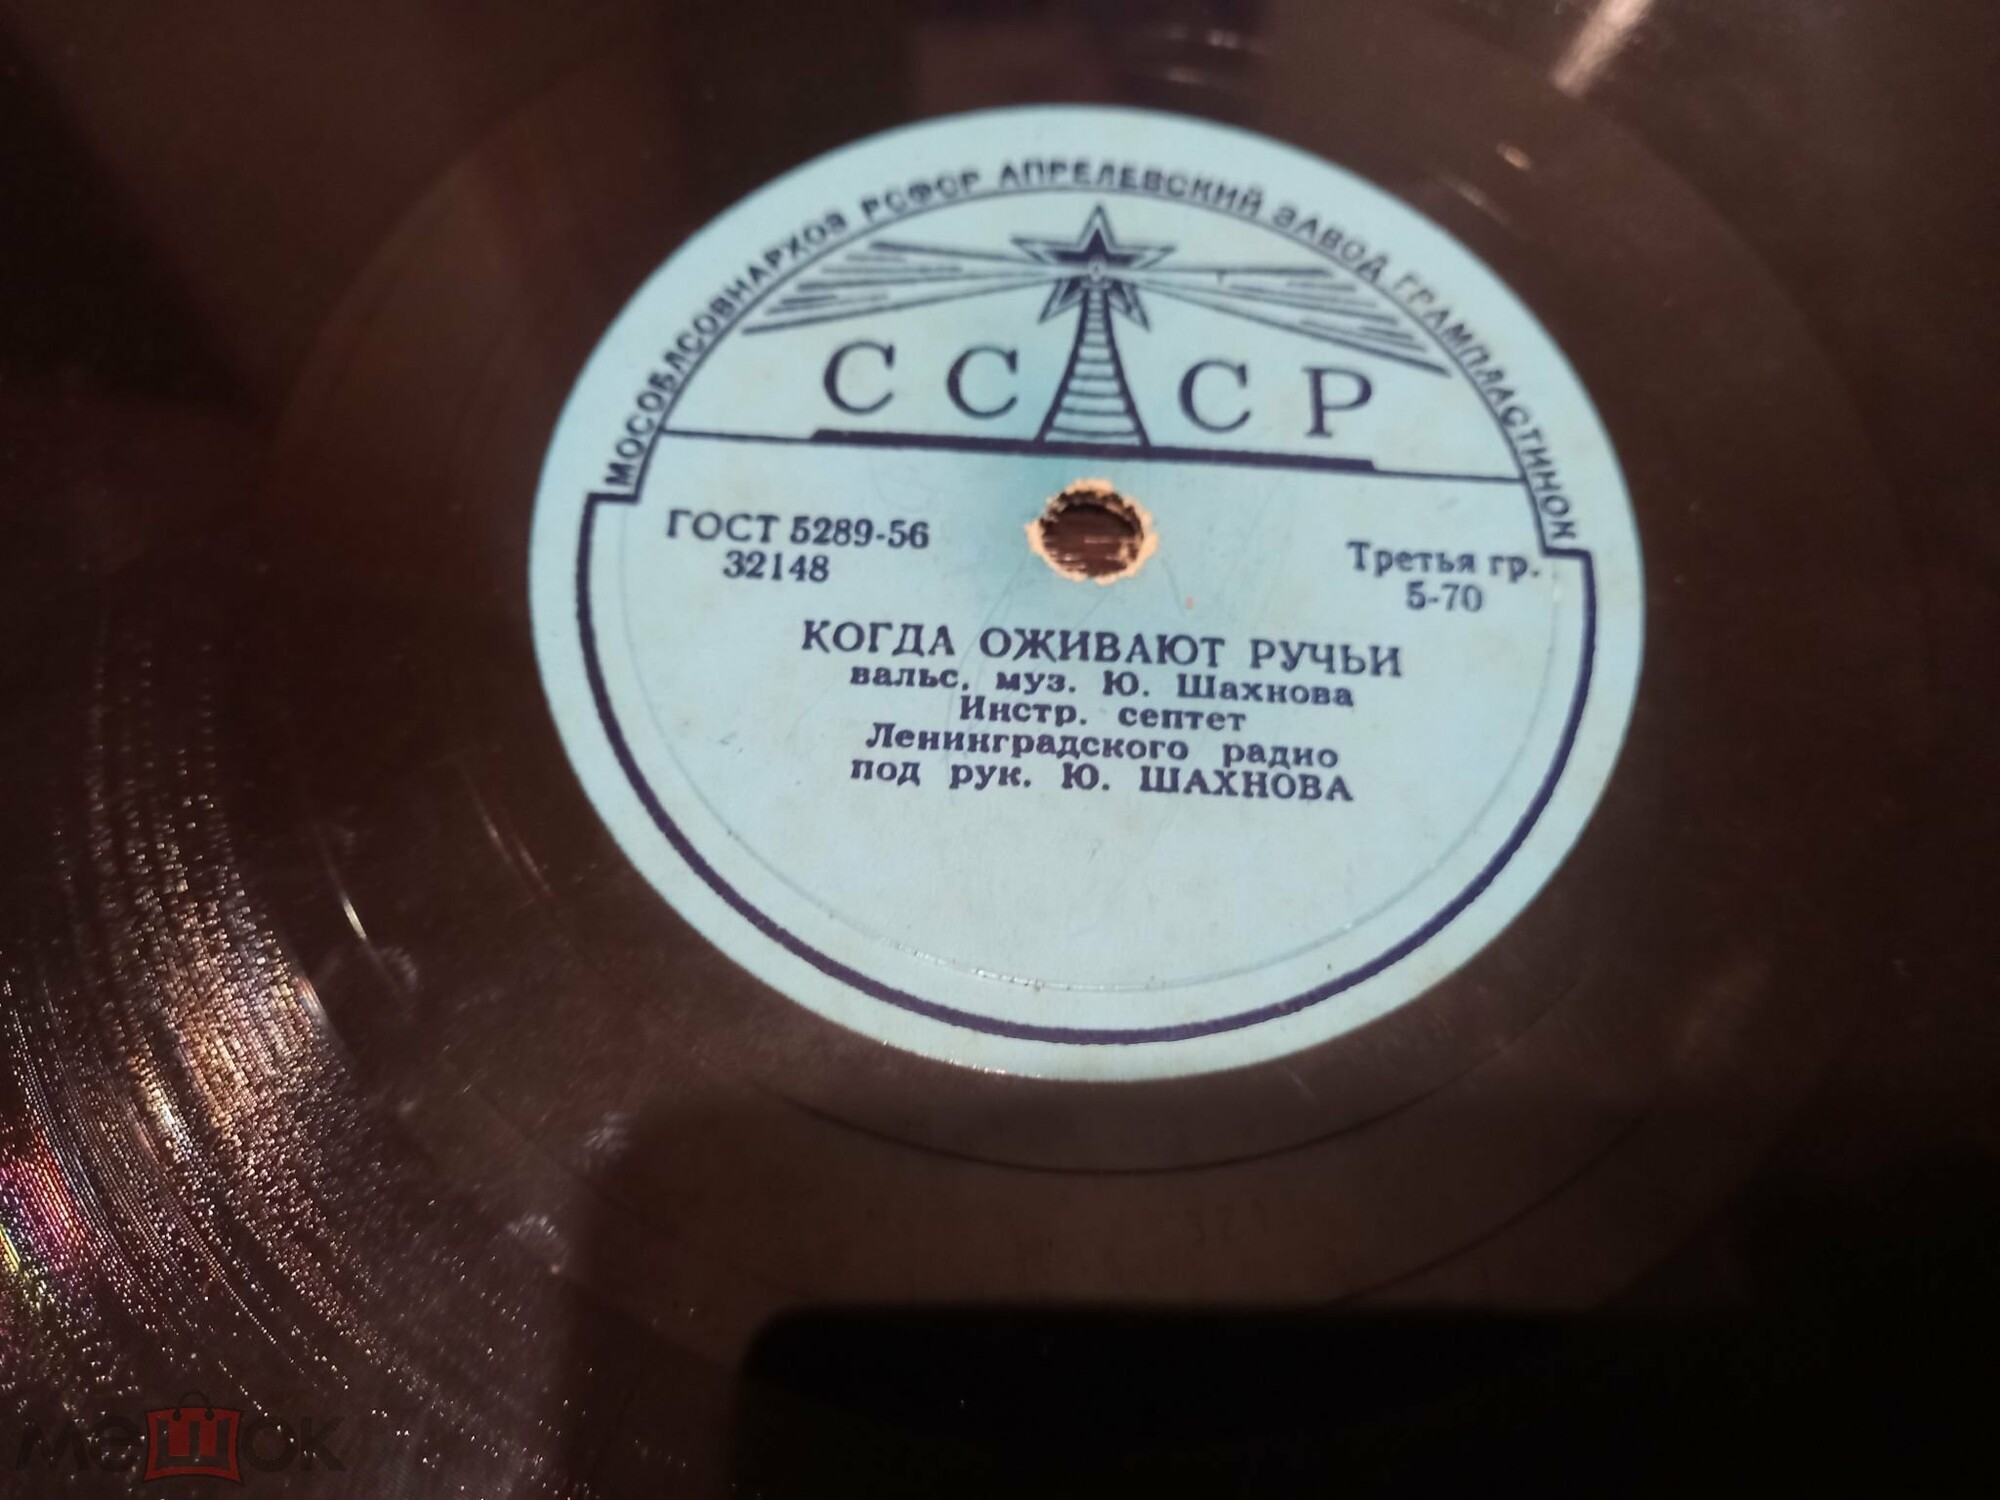 МОСОБЛСОВНАРХОЗ РСФСР АПРЕЛЕВСКИЙ ЗАВОД ГРАМПЛАСТИНОК
СССР
ГОСТ 5289-56
32148
Третья гр.
5-70
КОГДА ОЖИВАЮТ РУЧЬИ
вальс, муз. Ю. Шахнова
Инстр. септет
Ленинградского радио
под рук. Ю. ШАХНОВА
мешок